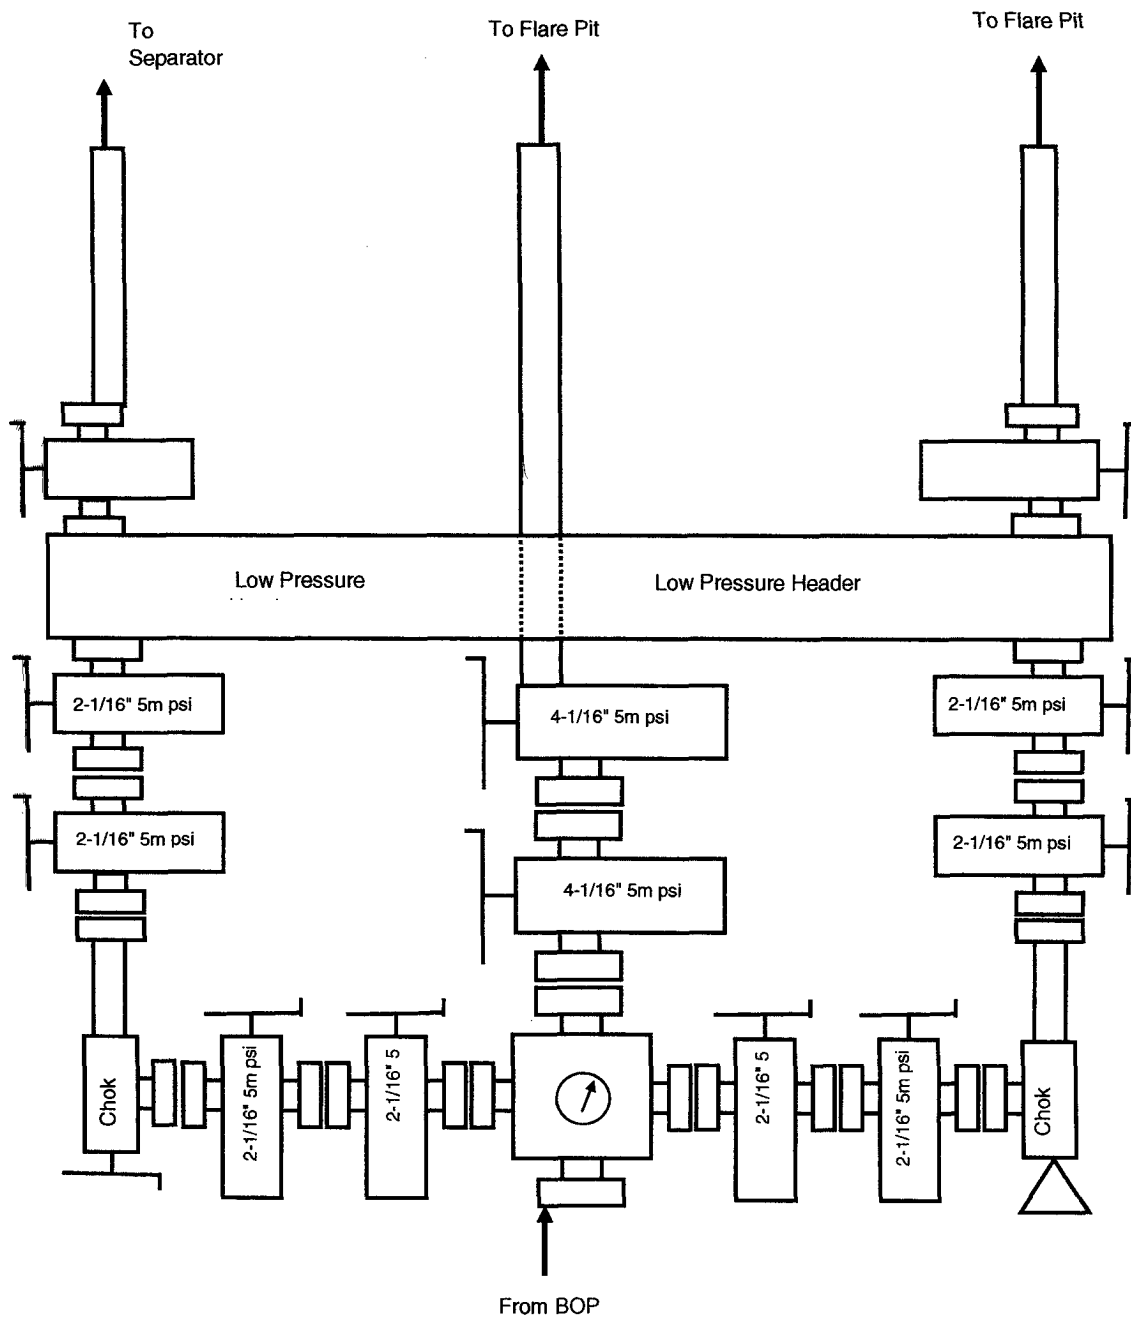 To
Separator
To Flare Pit
To Flare Pit
Low Pressure
Low Pressure Header
2-1/16" 5m psi
4-1/16" 5m psi
2-1/16" 5m psi
2-1/16" 5m psi
4-1/16" 5m psi
2-1/16" 5m psi
Chok
2-1/16" 5m psi
2-1/16" 5
2-1/16" 5
2-1/16" 5m psi
Chok
From BOP